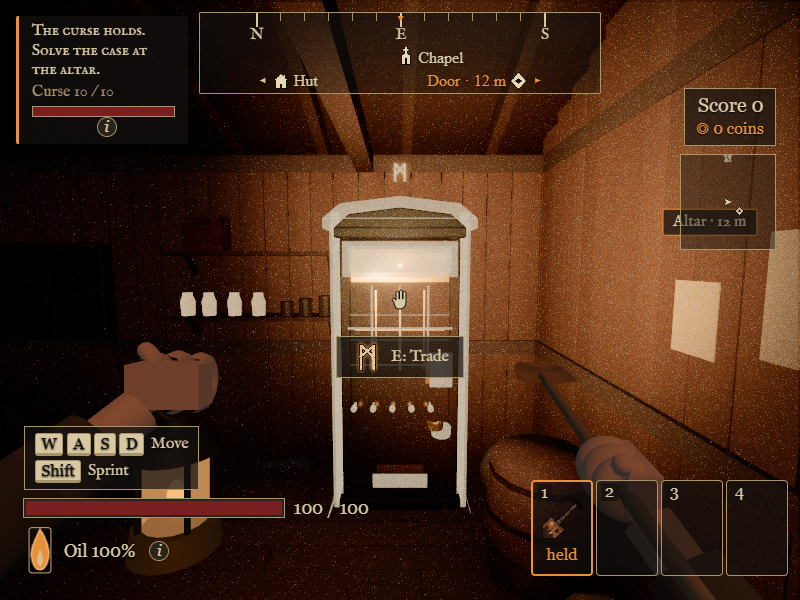 The curse holds.
Solve the case at
the altar.
Curse 10 / 10
i
N
E
S
Chapel
Hut
Door · 12 m
Score 0
0 coins
Altar · 12 m
E: Trade
W A S D Move
Shift Sprint
100 / 100
Oil 100% i
1
held
2
3
4